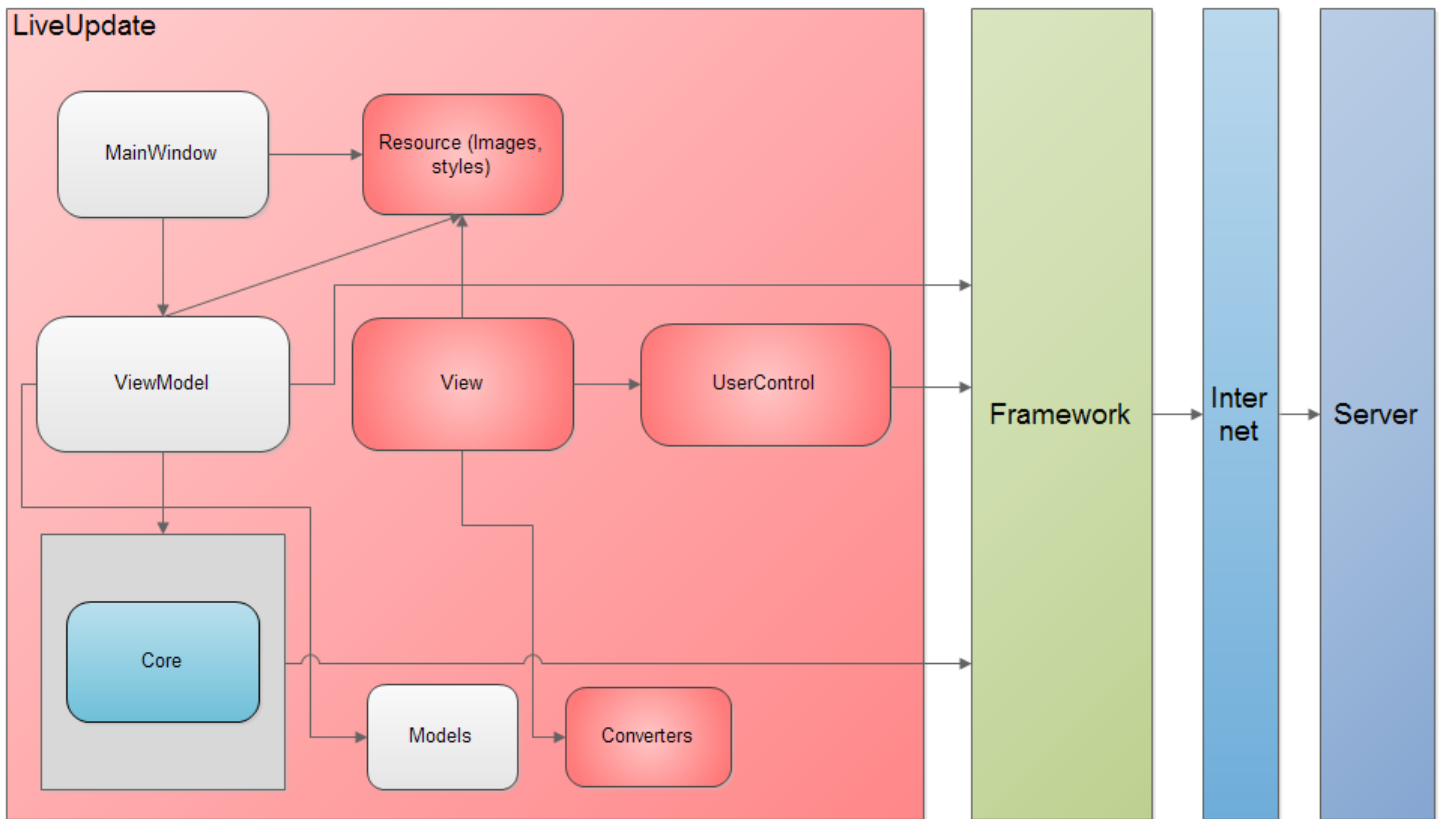 LiveUpdate
MainWindow
Resource (Images,
styles)
ViewModel
View
UserControl
Core
Models
Converters
Framework
Inter
net
Server